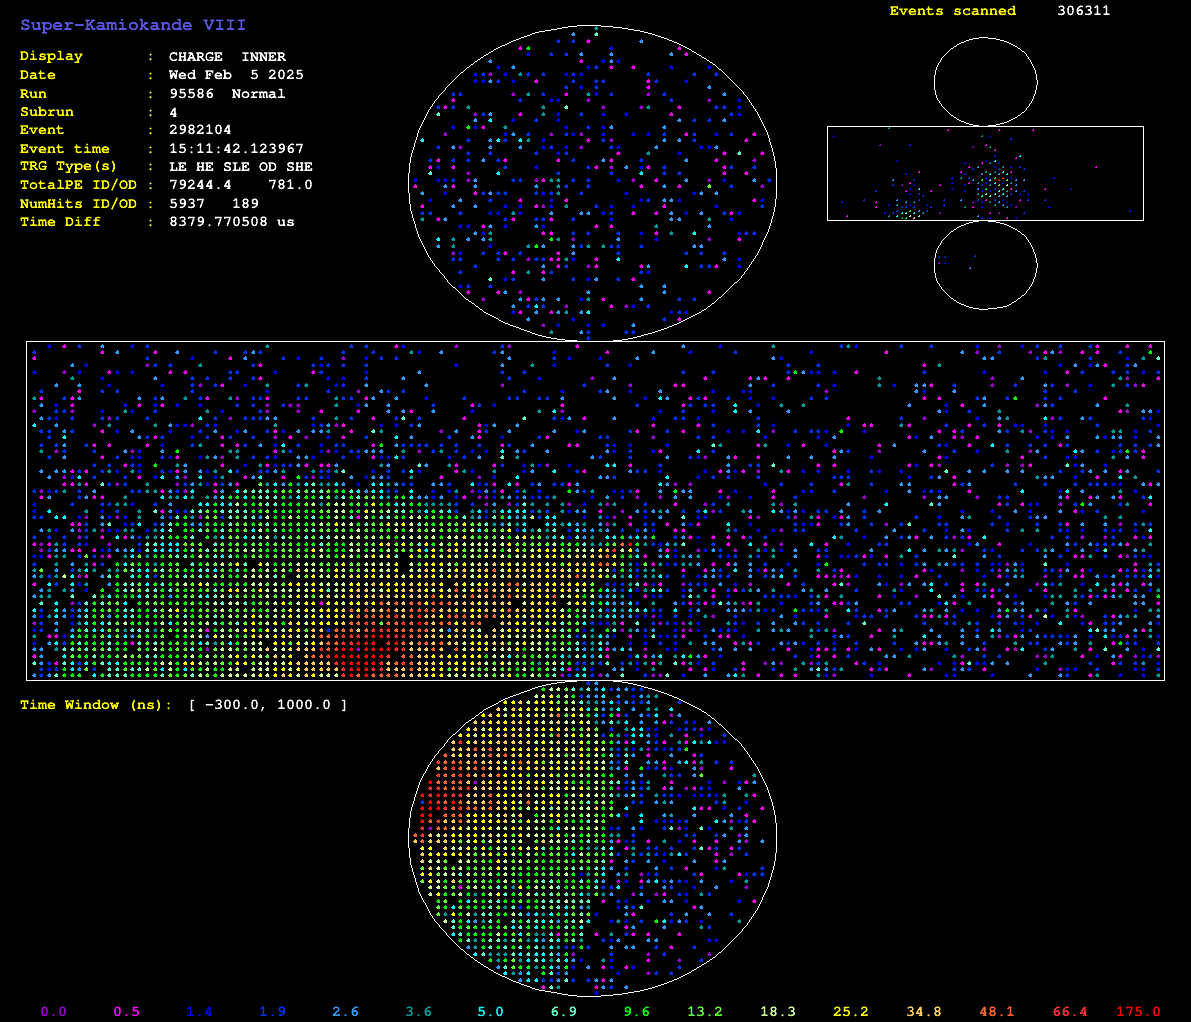 Super-Kamiokande VIII
Events scanned 306311
Display : CHARGE INNER
Date : Wed Feb 5 2025
Run : 95586 Normal
Subrun : 4
Event : 2982104
Event time : 15:11:42.123967
TRG Type(s) : LE HE SLE OD SHE
TotalPE ID/OD : 79244.4 781.0
NumHits ID/OD : 5937 189
Time Diff : 8379.770508 us
Time Window (ns): [ -300.0, 1000.0 ]
0.0 0.5 1.4 1.9 2.6 3.6 5.0 6.9 9.6 13.2 18.3 25.2 34.8 48.1 66.4 175.0